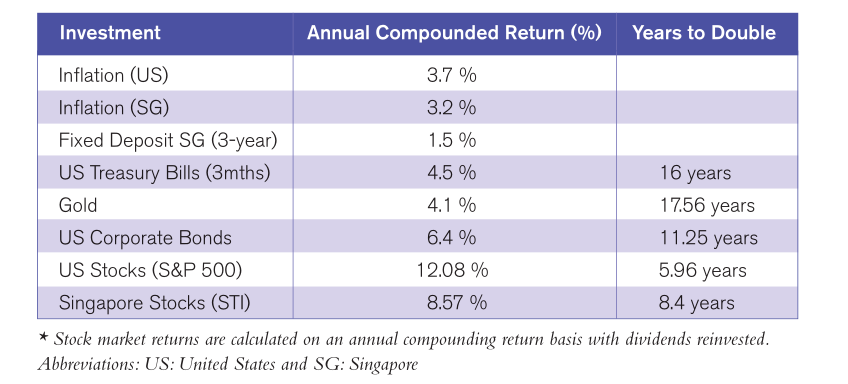 Investment Annual Compounded Return (%) Years to Double
Inflation (US) 3.7 %
Inflation (SG) 3.2 %
Fixed Deposit SG (3-year) 1.5 %
US Treasury Bills (3mths) 4.5 % 16 years
Gold 4.1 % 17.56 years
US Corporate Bonds 6.4 % 11.25 years
US Stocks (S&P 500) 12.08 % 5.96 years
Singapore Stocks (STI) 8.57 % 8.4 years
* Stock market returns are calculated on an annual compounding return basis with dividends reinvested.
Abbreviations: US: United States and SG: Singapore